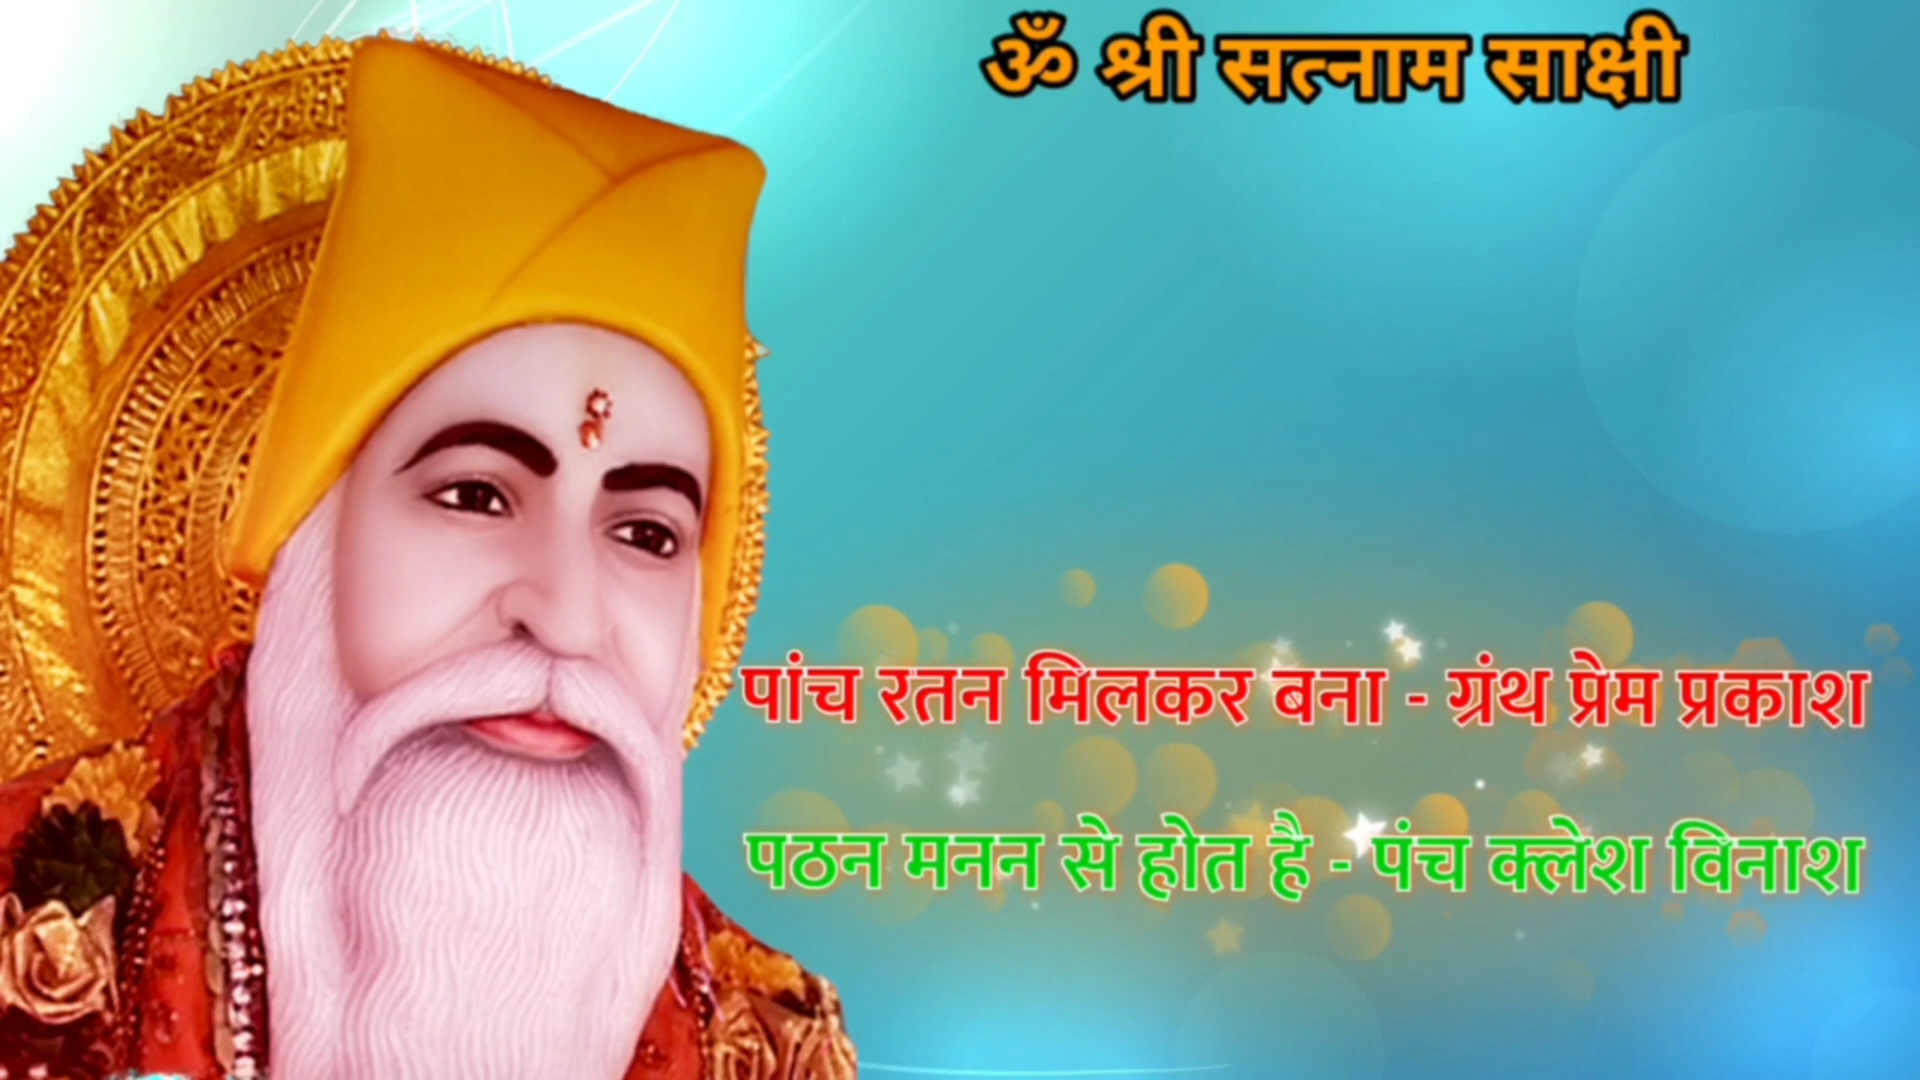 ॐ श्री सत्नाम साक्षी
पांच रतन मिलकर बना - ग्रंथ प्रेम प्रकाश
पठन मनन से होत है - पंच क्लेश विनाश